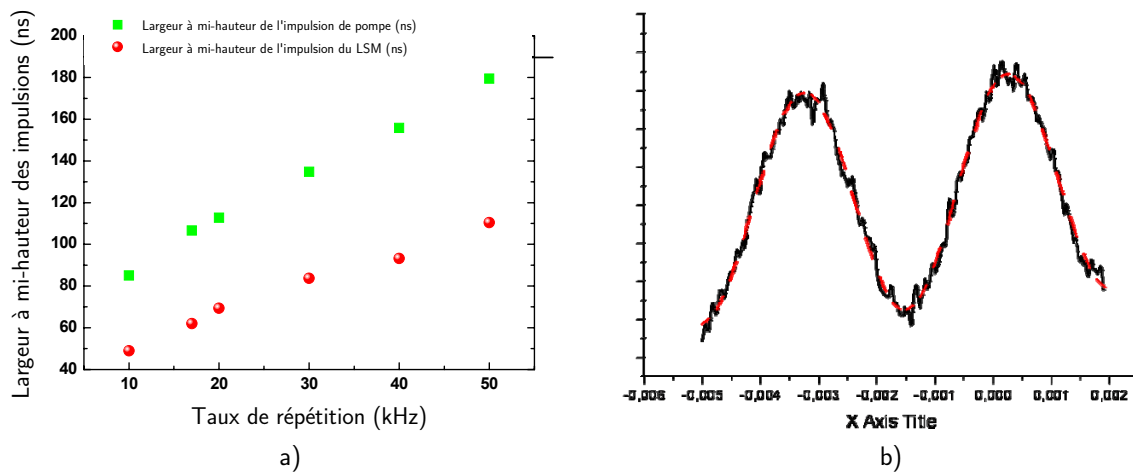 Largeur à mi-hauteur de l'impulsion de pompe (ns)
Largeur à mi-hauteur de l'impulsion du LSM (ns)
Largeur à mi-hauteur des impulsions (ns)
200
180
160
140
120
100
80
60
40
10 20 30 40 50
Taux de répétition (kHz)
a)
-0,006 -0,005 -0,004 -0,003 -0,002 -0,001 0,000 0,001 0,002
X Axis Title
b)